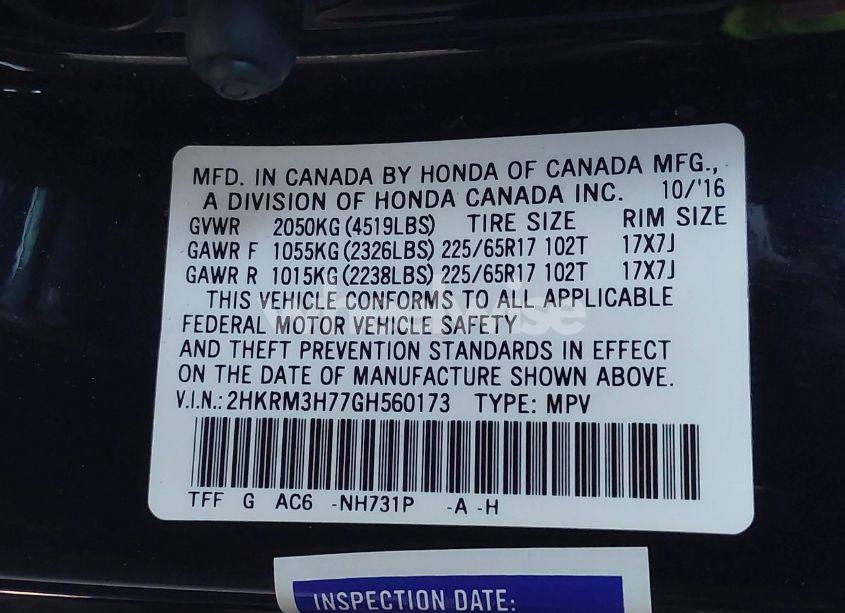 MFD. IN CANADA BY HONDA OF CANADA MFG.,
A DIVISION OF HONDA CANADA INC. 10/'16
GVWR 2050KG (4519LBS) TIRE SIZE RIM SIZE
GAWR F 1055KG (2326LBS) 225/65R17 102T 17X7J
GAWR R 1015KG (2238LBS) 225/65R17 102T 17X7J
THIS VEHICLE CONFORMS TO ALL APPLICABLE
FEDERAL MOTOR VEHICLE SAFETY
AND THEFT PREVENTION STANDARDS IN EFFECT
ON THE DATE OF MANUFACTURE SHOWN ABOVE.
V.I.N.: 2HKRM3H77GH560173 TYPE: MPV
TFF G AC6 -NH731P -A -H
INSPECTION DATE: